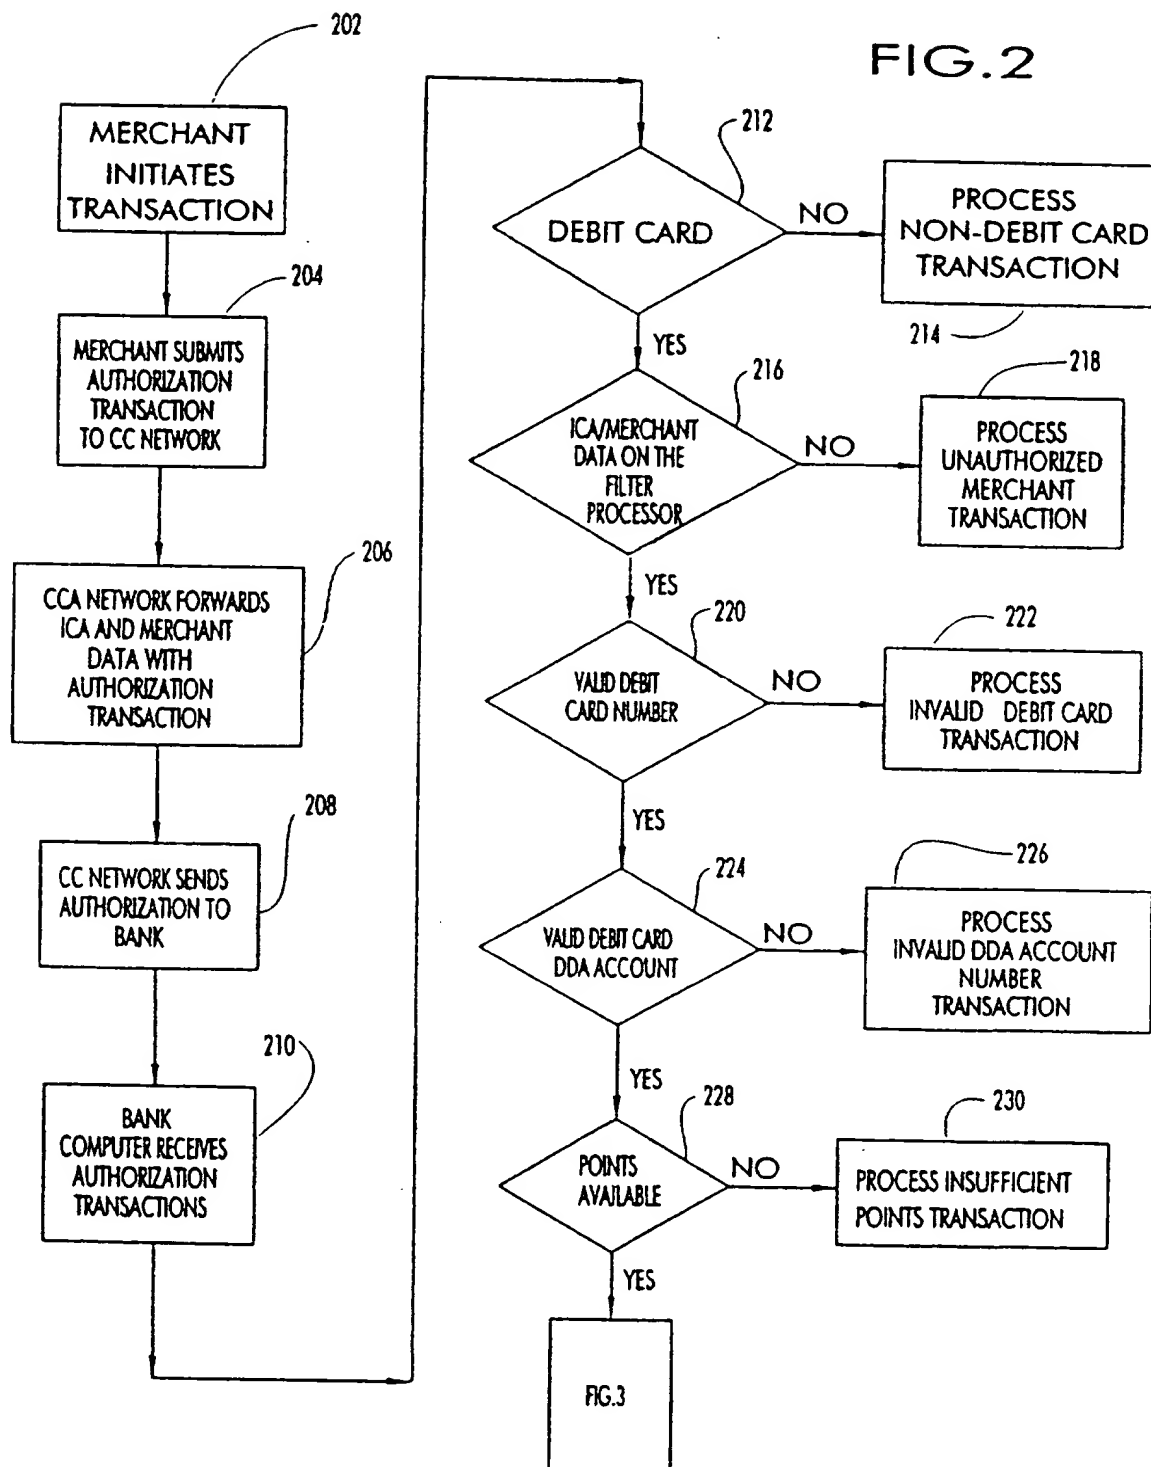 FIG.2
202
MERCHANT
INITIATES
TRANSACTION
204
MERCHANT SUBMITS
AUTHORIZATION
TRANSACTION
TO CC NETWORK
206
CCA NETWORK FORWARDS
ICA AND MERCHANT
DATA WITH
AUTHORIZATION
TRANSACTION
208
CC NETWORK SENDS
AUTHORIZATION TO
BANK
210
BANK
COMPUTER RECEIVES
AUTHORIZATION
TRANSACTIONS
212
DEBIT CARD
NO
PROCESS
NON-DEBIT CARD
TRANSACTION
214
YES
216
ICA/MERCHANT
DATA ON THE
FILTER
PROCESSOR
NO
218
PROCESS
UNAUTHORIZED
MERCHANT
TRANSACTION
YES
220
VALID DEBIT
CARD NUMBER
NO
222
PROCESS
INVALID DEBIT CARD
TRANSACTION
YES
224
VALID DEBIT CARD
DDA ACCOUNT
NO
226
PROCESS
INVALID DDA ACCOUNT
NUMBER
TRANSACTION
YES
228
POINTS
AVAILABLE
NO
230
PROCESS INSUFFICIENT
POINTS TRANSACTION
YES
FIG.3